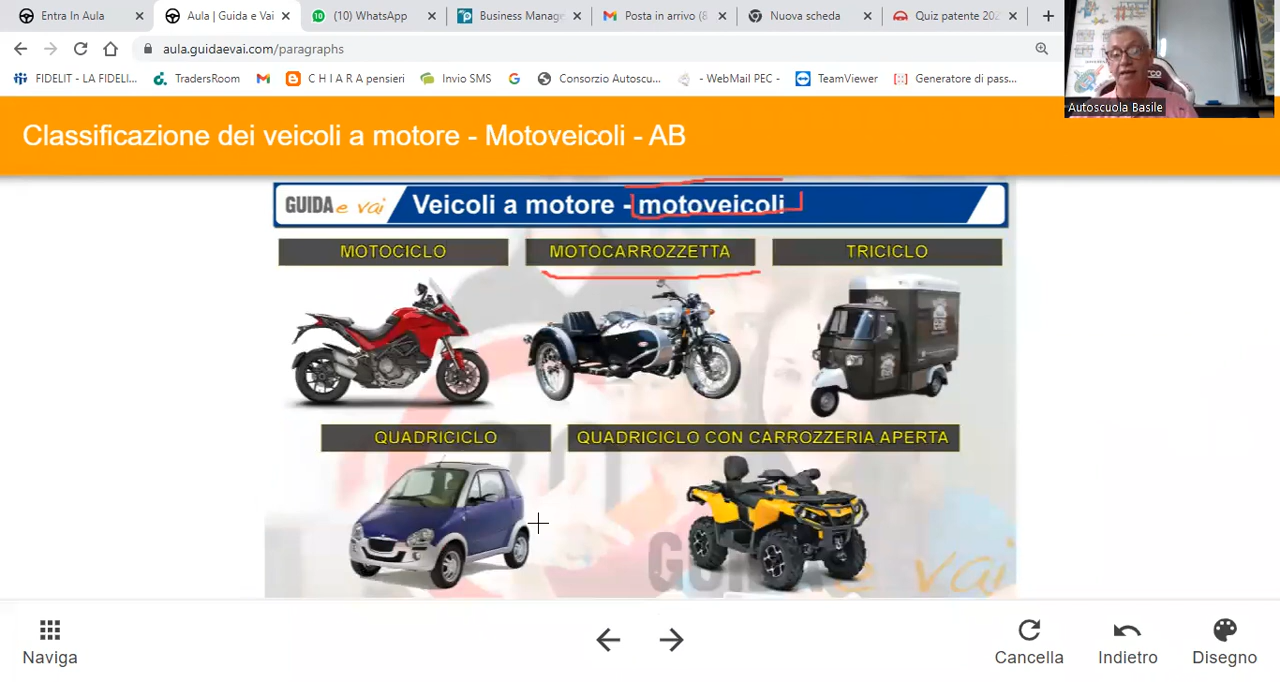 Entra In Aula
Aula | Guida e Vai
(10) WhatsApp
Business Manage
Posta in arrivo (8
Nuova scheda
Quiz patente 202
aula.guidaevai.com/paragraphs
FIDELIT - LA FIDELI...
TradersRoom
C H I A R A pensieri
Invio SMS
Consorzio Autoscu...
- WebMail PEC -
TeamViewer
Generatore di pass...
Autoscuola Basile
Classificazione dei veicoli a motore - Motoveicoli - AB
GUIDA e vai
Veicoli a motore - motoveicoli
MOTOCICLO
MOTOCARROZZETTA
TRICICLO
QUADRICICLO
QUADRICICLO CON CARROZZERIA APERTA
GUIDA e vai
Naviga
Cancella
Indietro
Disegno